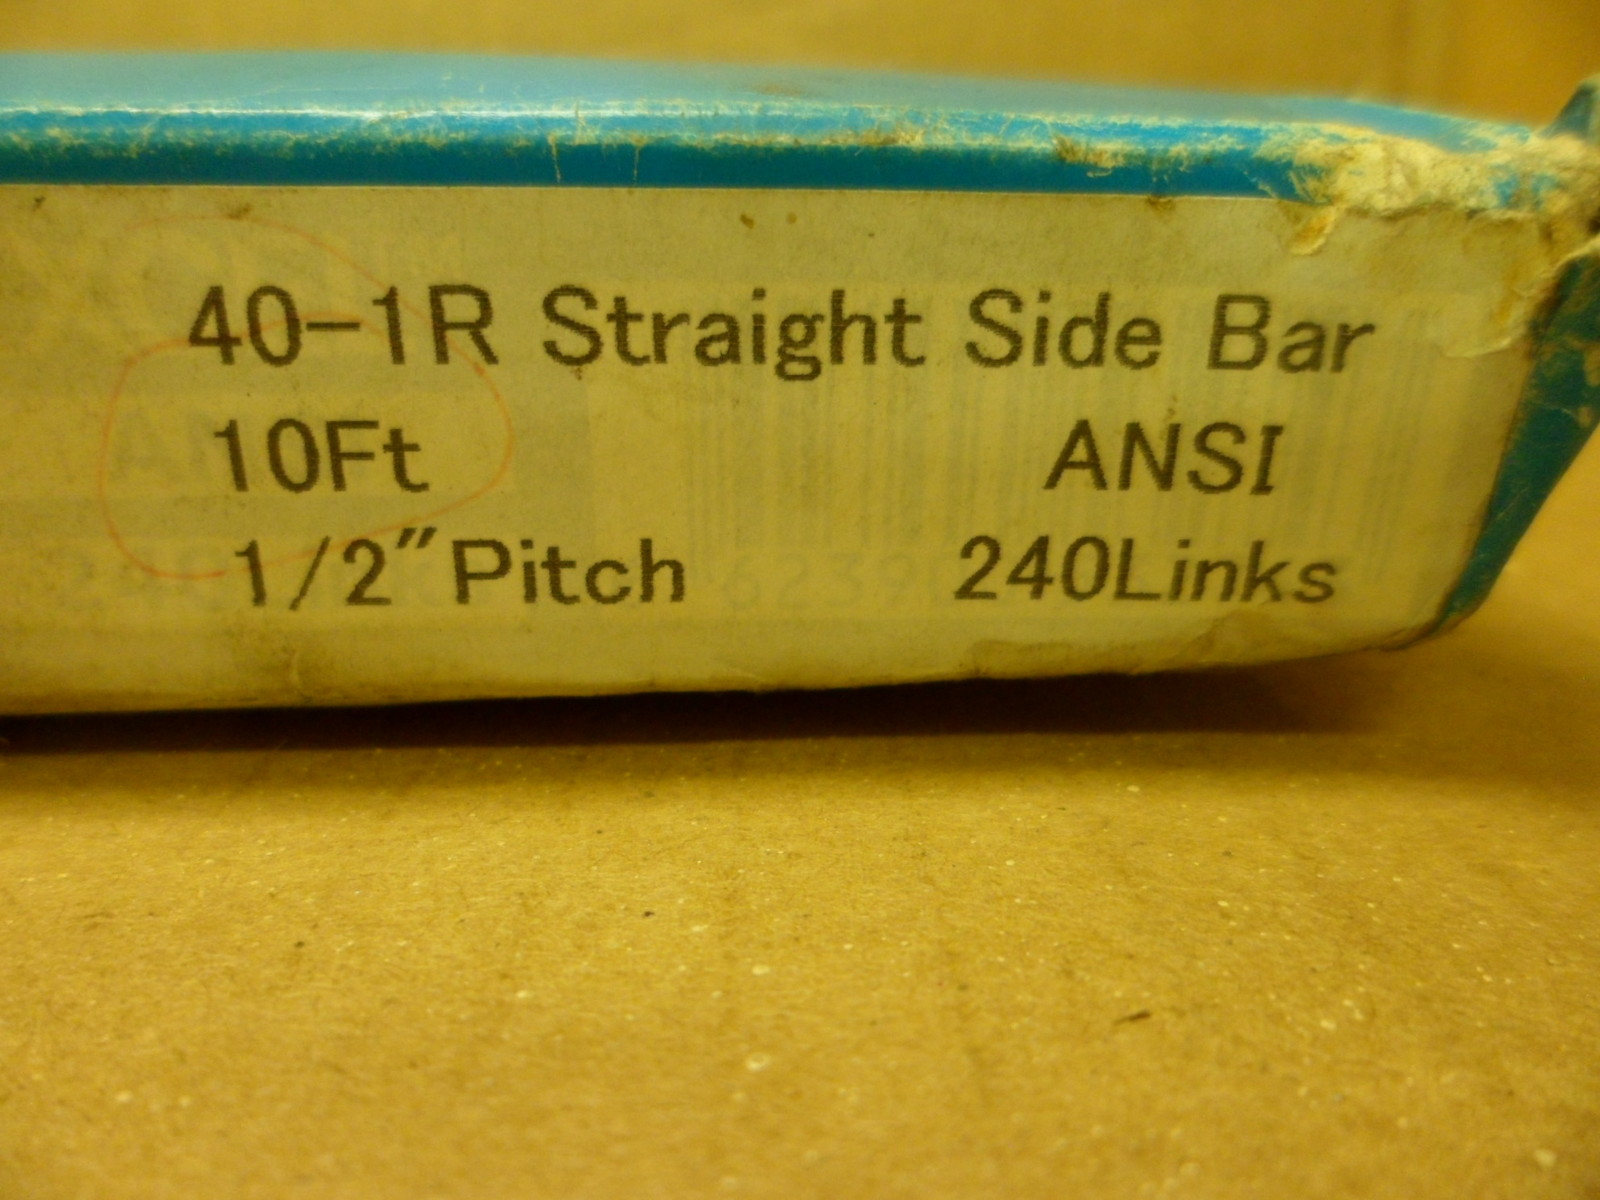 40-1R Straight Side Bar
10Ft ANSI
1/2"Pitch 240Links